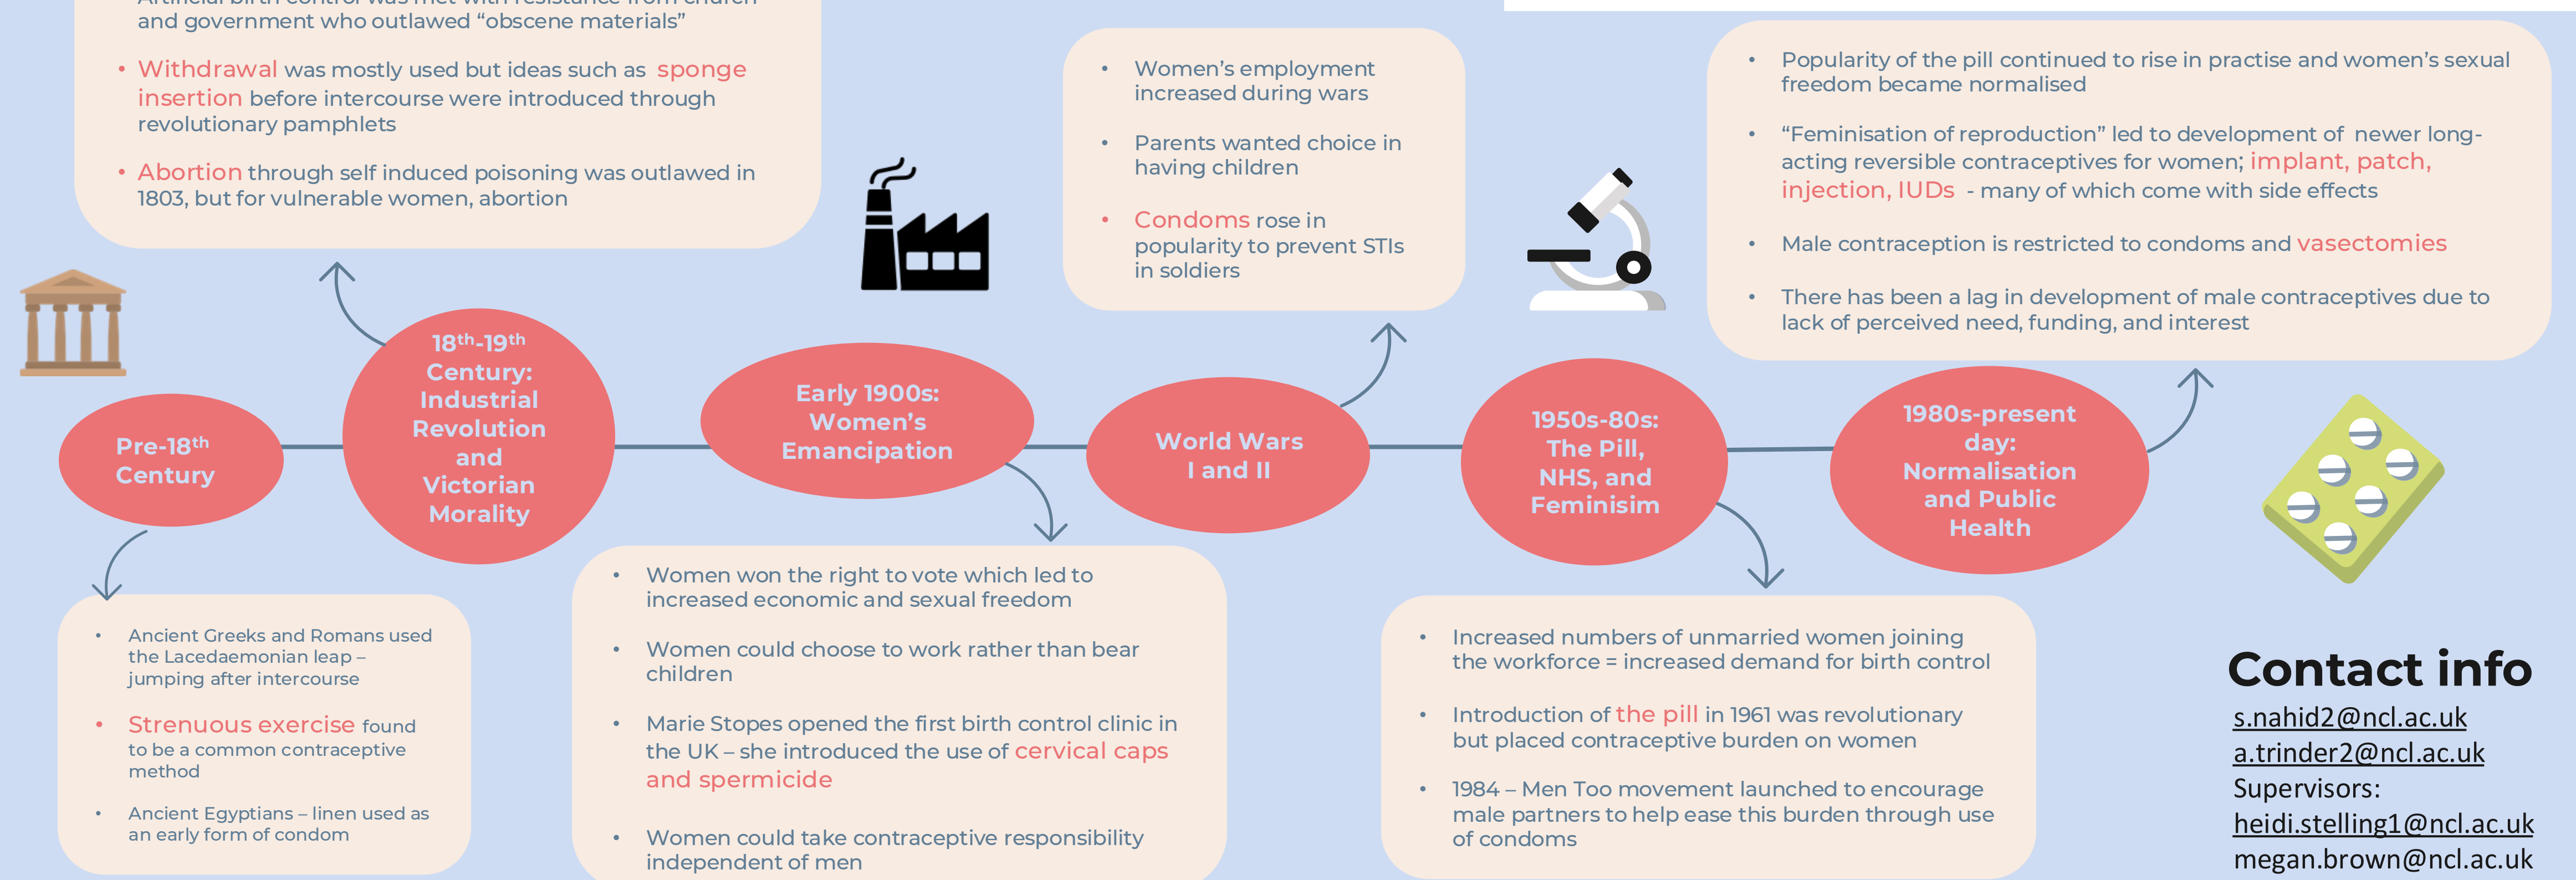 Artificial birth control was met with resistance from church
and government who outlawed “obscene materials”
• Withdrawal was mostly used but ideas such as sponge
insertion before intercourse were introduced through
revolutionary pamphlets
• Abortion through self induced poisoning was outlawed in
1803, but for vulnerable women, abortion
• Women’s employment
increased during wars
• Parents wanted choice in
having children
• Condoms rose in
popularity to prevent STIs
in soldiers
• Popularity of the pill continued to rise in practise and women’s sexual
freedom became normalised
• “Feminisation of reproduction” led to development of newer long-
acting reversible contraceptives for women; implant, patch,
injection, IUDs - many of which come with side effects
• Male contraception is restricted to condoms and vasectomies
• There has been a lag in development of male contraceptives due to
lack of perceived need, funding, and interest
Pre-18th
Century
18th-19th
Century:
Industrial
Revolution
and
Victorian
Morality
Early 1900s:
Women’s
Emancipation
World Wars
I and II
1950s-80s:
The Pill,
NHS, and
Feminisim
1980s-present
day:
Normalisation
and Public
Health
• Ancient Greeks and Romans used
the Lacedaemonian leap –
jumping after intercourse
• Strenuous exercise found
to be a common contraceptive
method
• Ancient Egyptians – linen used as
an early form of condom
• Women won the right to vote which led to
increased economic and sexual freedom
• Women could choose to work rather than bear
children
• Marie Stopes opened the first birth control clinic in
the UK – she introduced the use of cervical caps
and spermicide
• Women could take contraceptive responsibility
independent of men
• Increased numbers of unmarried women joining
the workforce = increased demand for birth control
• Introduction of the pill in 1961 was revolutionary
but placed contraceptive burden on women
• 1984 – Men Too movement launched to encourage
male partners to help ease this burden through use
of condoms
Contact info
s.nahid2@ncl.ac.uk
a.trinder2@ncl.ac.uk
Supervisors:
heidi.stelling1@ncl.ac.uk
megan.brown@ncl.ac.uk